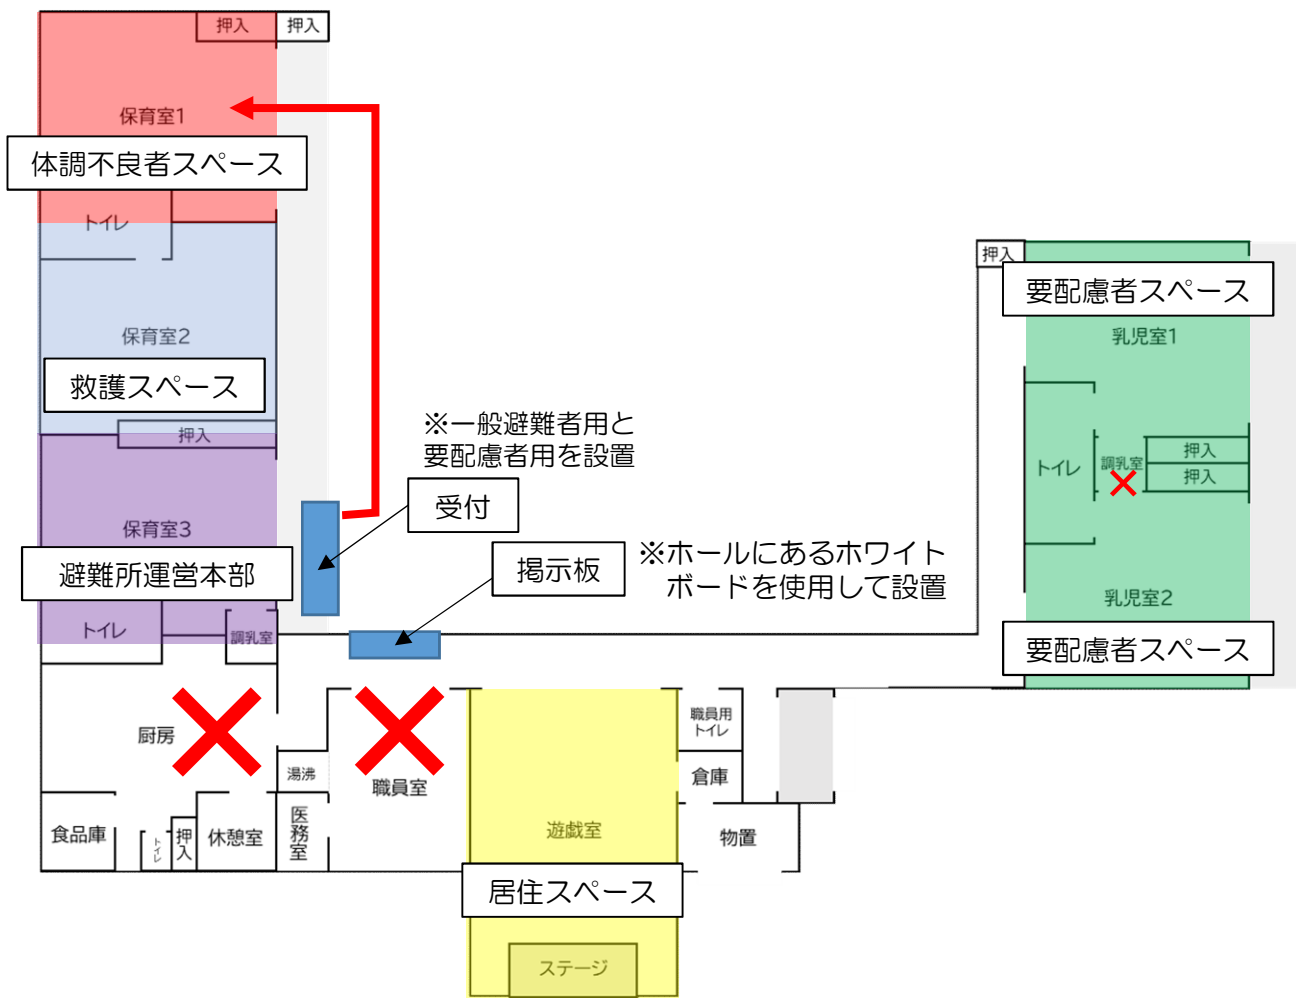 押入
押入
保育室1
体調不良者スペース
トイレ
保育室2
救護スペース
押入
保育室3
避難所運営本部
トイレ
調乳室
※一般避難者用と
要配慮者用を設置
受付
掲示板
※ホールにあるホワイト
ボードを使用して設置
押入
要配慮者スペース
乳児室1
トイレ
調乳室
押入
押入
乳児室2
要配慮者スペース
厨房
湯沸
職員室
食品庫
トイレ
押入
休憩室
医務室
遊戯室
居住スペース
ステージ
職員用
トイレ
倉庫
物置